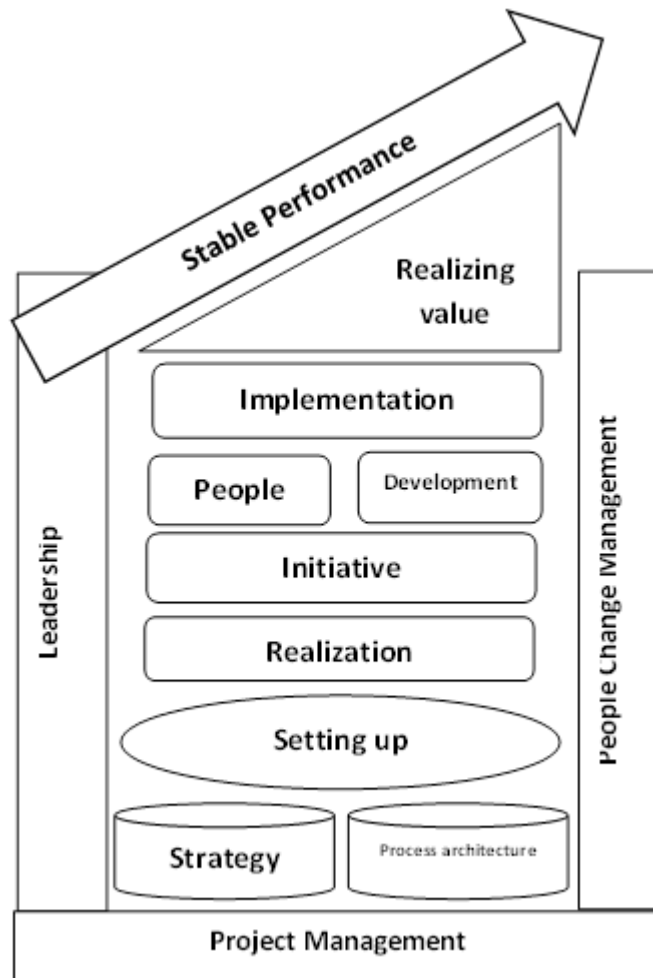 Stable Performance
Realizing
value
Implementation
People
Development
Initiative
Realization
Setting up
Strategy
Process architecture
Leadership
People Change Management
Project Management